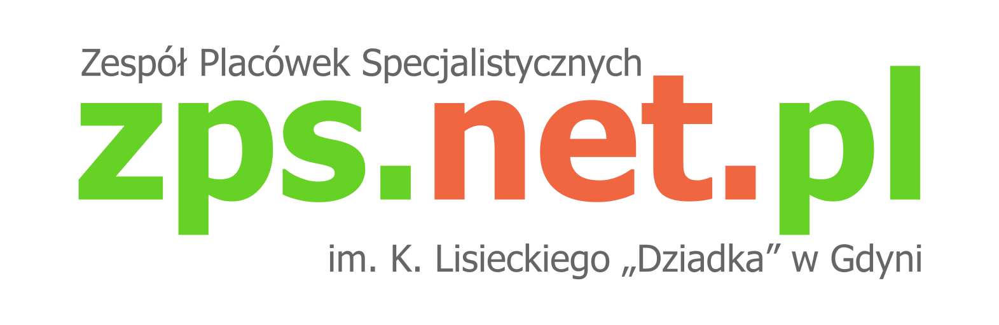 Zespół Placówek Specjalistycznych
zps.net.pl
im. K. Lisieckiego „Dziadka” w Gdyni